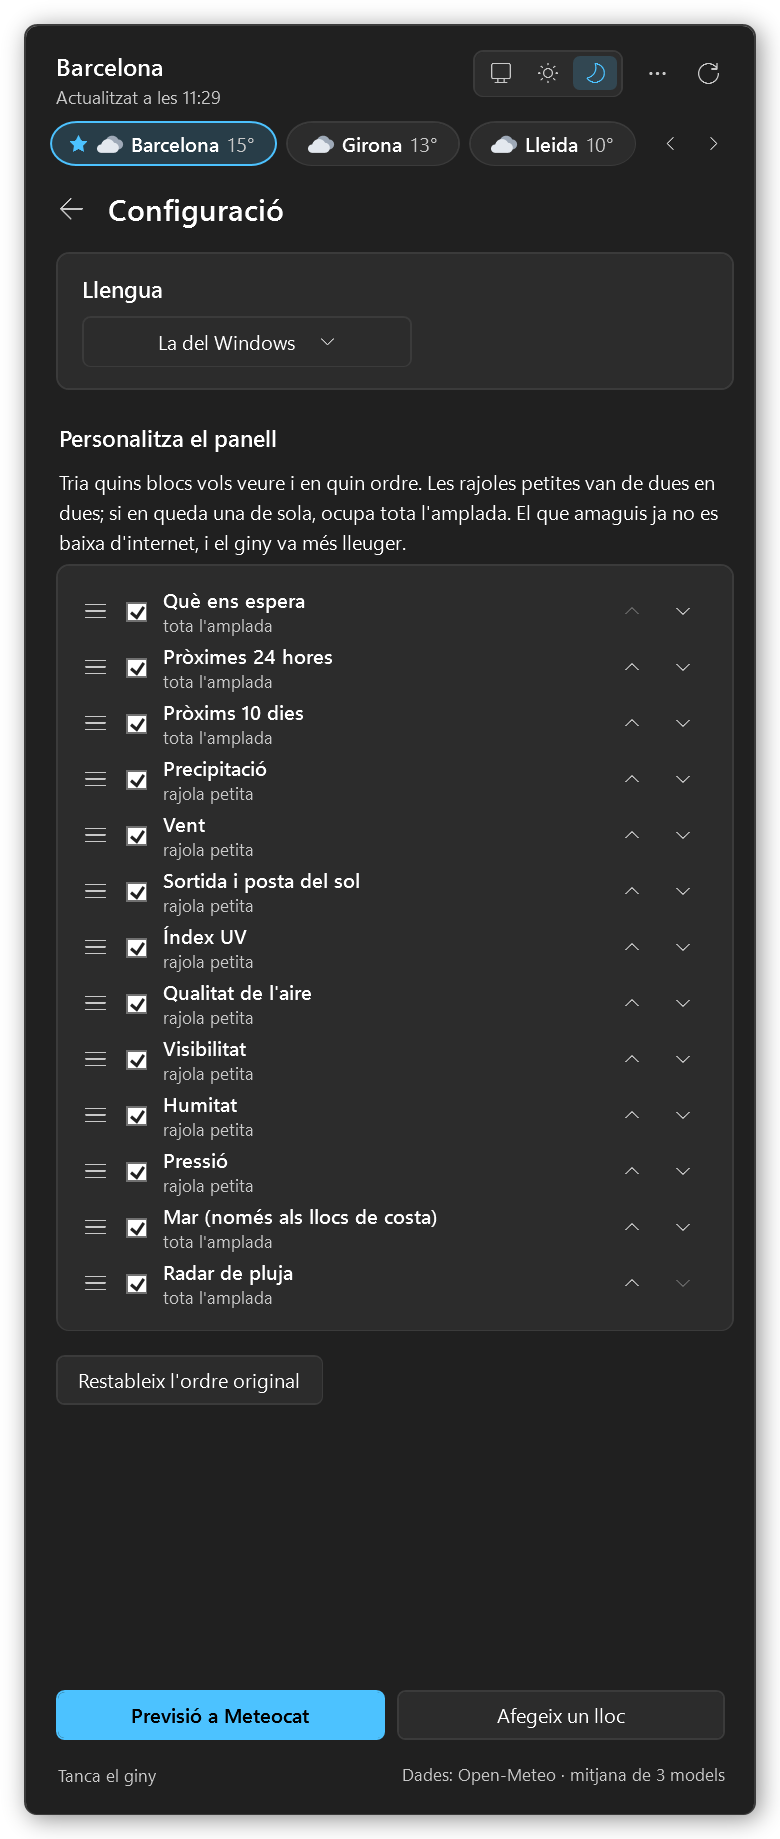 Barcelona
Actualitzat a les 11:29
Barcelona 15°
Girona 13°
Lleida 10°
Configuració
Llengua
La del Windows
Personalitza el panell
Tria quins blocs vols veure i en quin ordre. Les rajoles petites van de dues en
dues; si en queda una de sola, ocupa tota l'amplada. El que amaguis ja no es
baixa d'internet, i el giny va més lleuger.
Què ens espera
tota l'amplada
Pròximes 24 hores
tota l'amplada
Pròxims 10 dies
tota l'amplada
Precipitació
rajola petita
Vent
rajola petita
Sortida i posta del sol
rajola petita
Índex UV
rajola petita
Qualitat de l'aire
rajola petita
Visibilitat
rajola petita
Humitat
rajola petita
Pressió
rajola petita
Mar (només als llocs de costa)
tota l'amplada
Radar de pluja
tota l'amplada
Restableix l'ordre original
Previsió a Meteocat
Afegeix un lloc
Tanca el giny
Dades: Open-Meteo · mitjana de 3 models